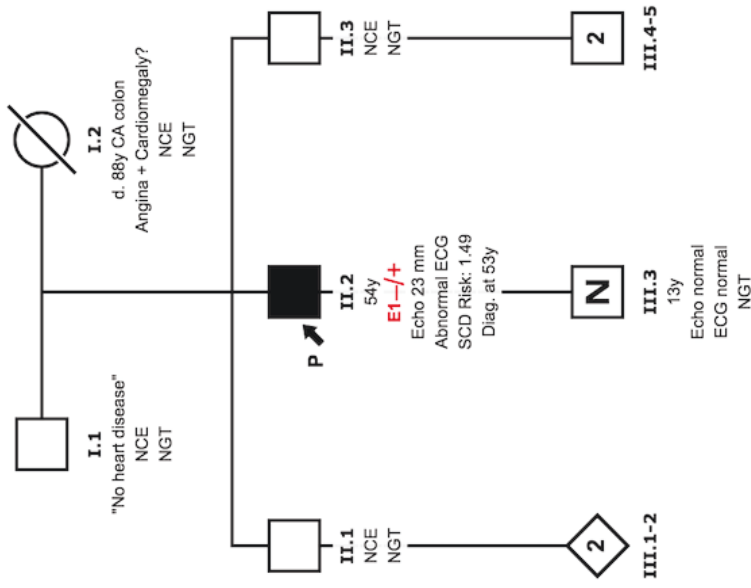 I.1
"No heart disease"
NCE
NGT
I.2
d. 88y CA colon
Angina + Cardiomegaly?
NCE
NGT
II.1
NCE
NGT
P
II.2
54y
E1—/+
Echo 23 mm
Abnormal ECG
SCD Risk: 1.49
Diag. at 53y
II.3
NCE
NGT
2
III.1-2
N
III.3
13y
Echo normal
ECG normal
NGT
2
III.4-5